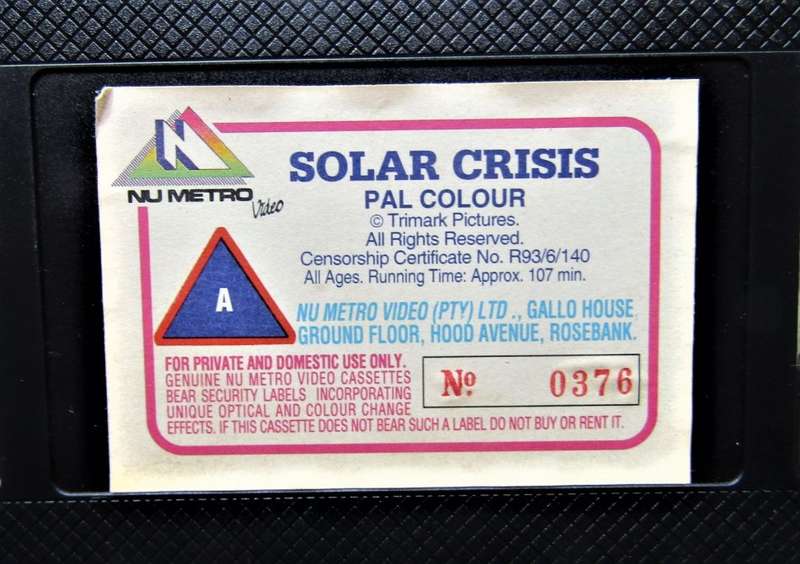 N
NU METRO
Video
SOLAR CRISIS
PAL COLOUR
© Trimark Pictures.
All Rights Reserved.
Censorship Certificate No. R93/6/140
All Ages. Running Time: Approx. 107 min.
A
NU METRO VIDEO (PTY) LTD ., GALLO HOUSE
GROUND FLOOR, HOOD AVENUE, ROSEBANK.
FOR PRIVATE AND DOMESTIC USE ONLY.
GENUINE NU METRO VIDEO CASSETTES
BEAR SECURITY LABELS INCORPORATING
UNIQUE OPTICAL AND COLOUR CHANGE
EFFECTS. IF THIS CASSETTE DOES NOT BEAR SUCH A LABEL DO NOT BUY OR RENT IT.
Nº 0376